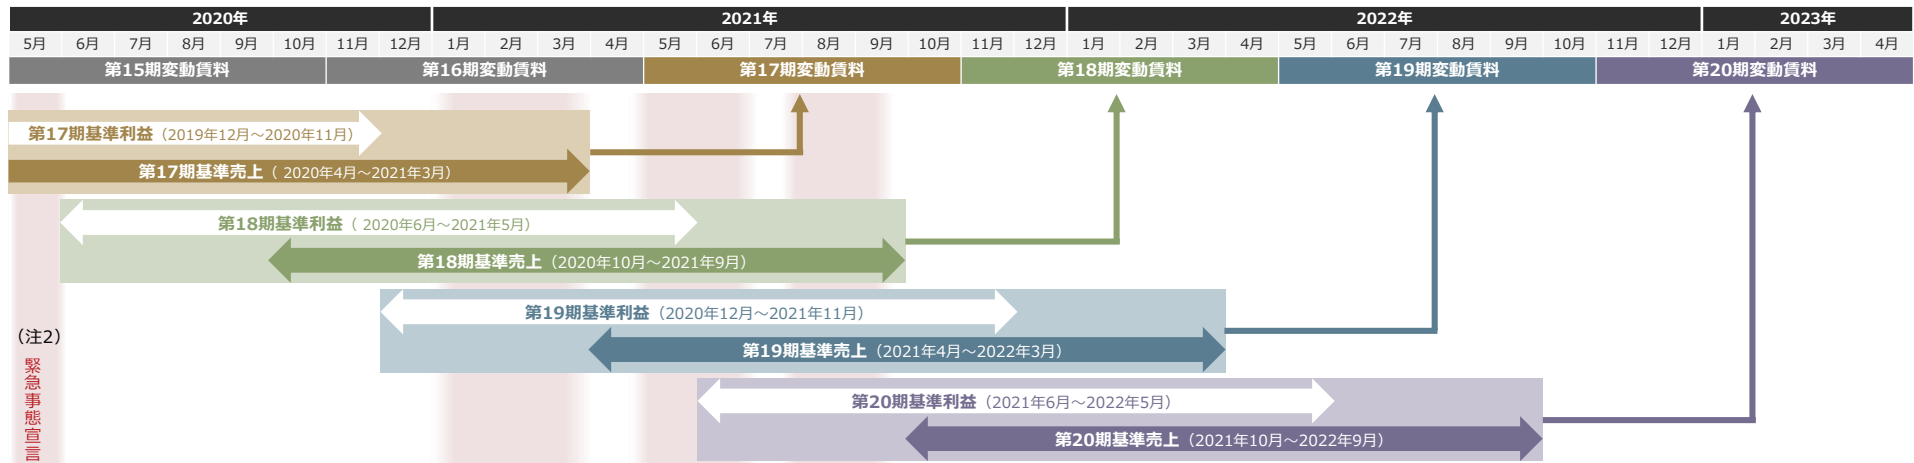 2020年 2021年 2022年 2023年
5月 6月 7月 8月 9月 10月 11月 12月 1月 2月 3月 4月 5月 6月 7月 8月 9月 10月 11月 12月 1月 2月 3月 4月 5月 6月 7月 8月 9月 10月 11月 12月 1月 2月 3月 4月
第15期変動賃料 第16期変動賃料 第17期変動賃料 第18期変動賃料 第19期変動賃料 第20期変動賃料
第17期基準利益（2019年12月～2020年11月）
第17期基準売上（ 2020年4月～2021年3月）
第18期基準利益（ 2020年6月～2021年5月）
第18期基準売上（2020年10月～2021年9月）
第19期基準利益（2020年12月～2021年11月）
第19期基準売上（2021年4月～2022年3月）
第20期基準利益（2021年6月～2022年5月）
第20期基準売上（2021年10月～2022年9月）
（注2）
緊急事態宣言